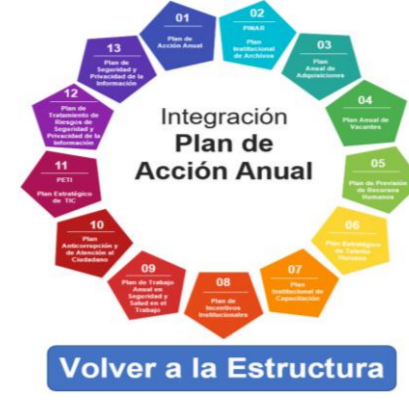 01
Plan de
Acción Anual
02
PINAR
Plan
Institucional
de Archivos
03
Plan
Anual de
Adquisiciones
04
Plan Anual de
Vacantes
05
Plan de Previsión
de Recursos
Humanos
06
Plan Estratégico
de Talento
Humano
07
Plan
Institucional de
Capacitación
08
Plan de
Incentivos
Institucionales
09
Plan de Trabajo
Anual en
Seguridad y
Salud en el
Trabajo
10
Plan
Anticorrupción y
de Atención al
Ciudadano
11
PETI
Plan Estratégico
de TIC
12
Plan de
Tratamiento de
Riesgos de
Seguridad y
Privacidad de la
Información
13
Plan de
Seguridad y
Privacidad de la
Información
Integración
Plan de
Acción Anual
Volver a la Estructura